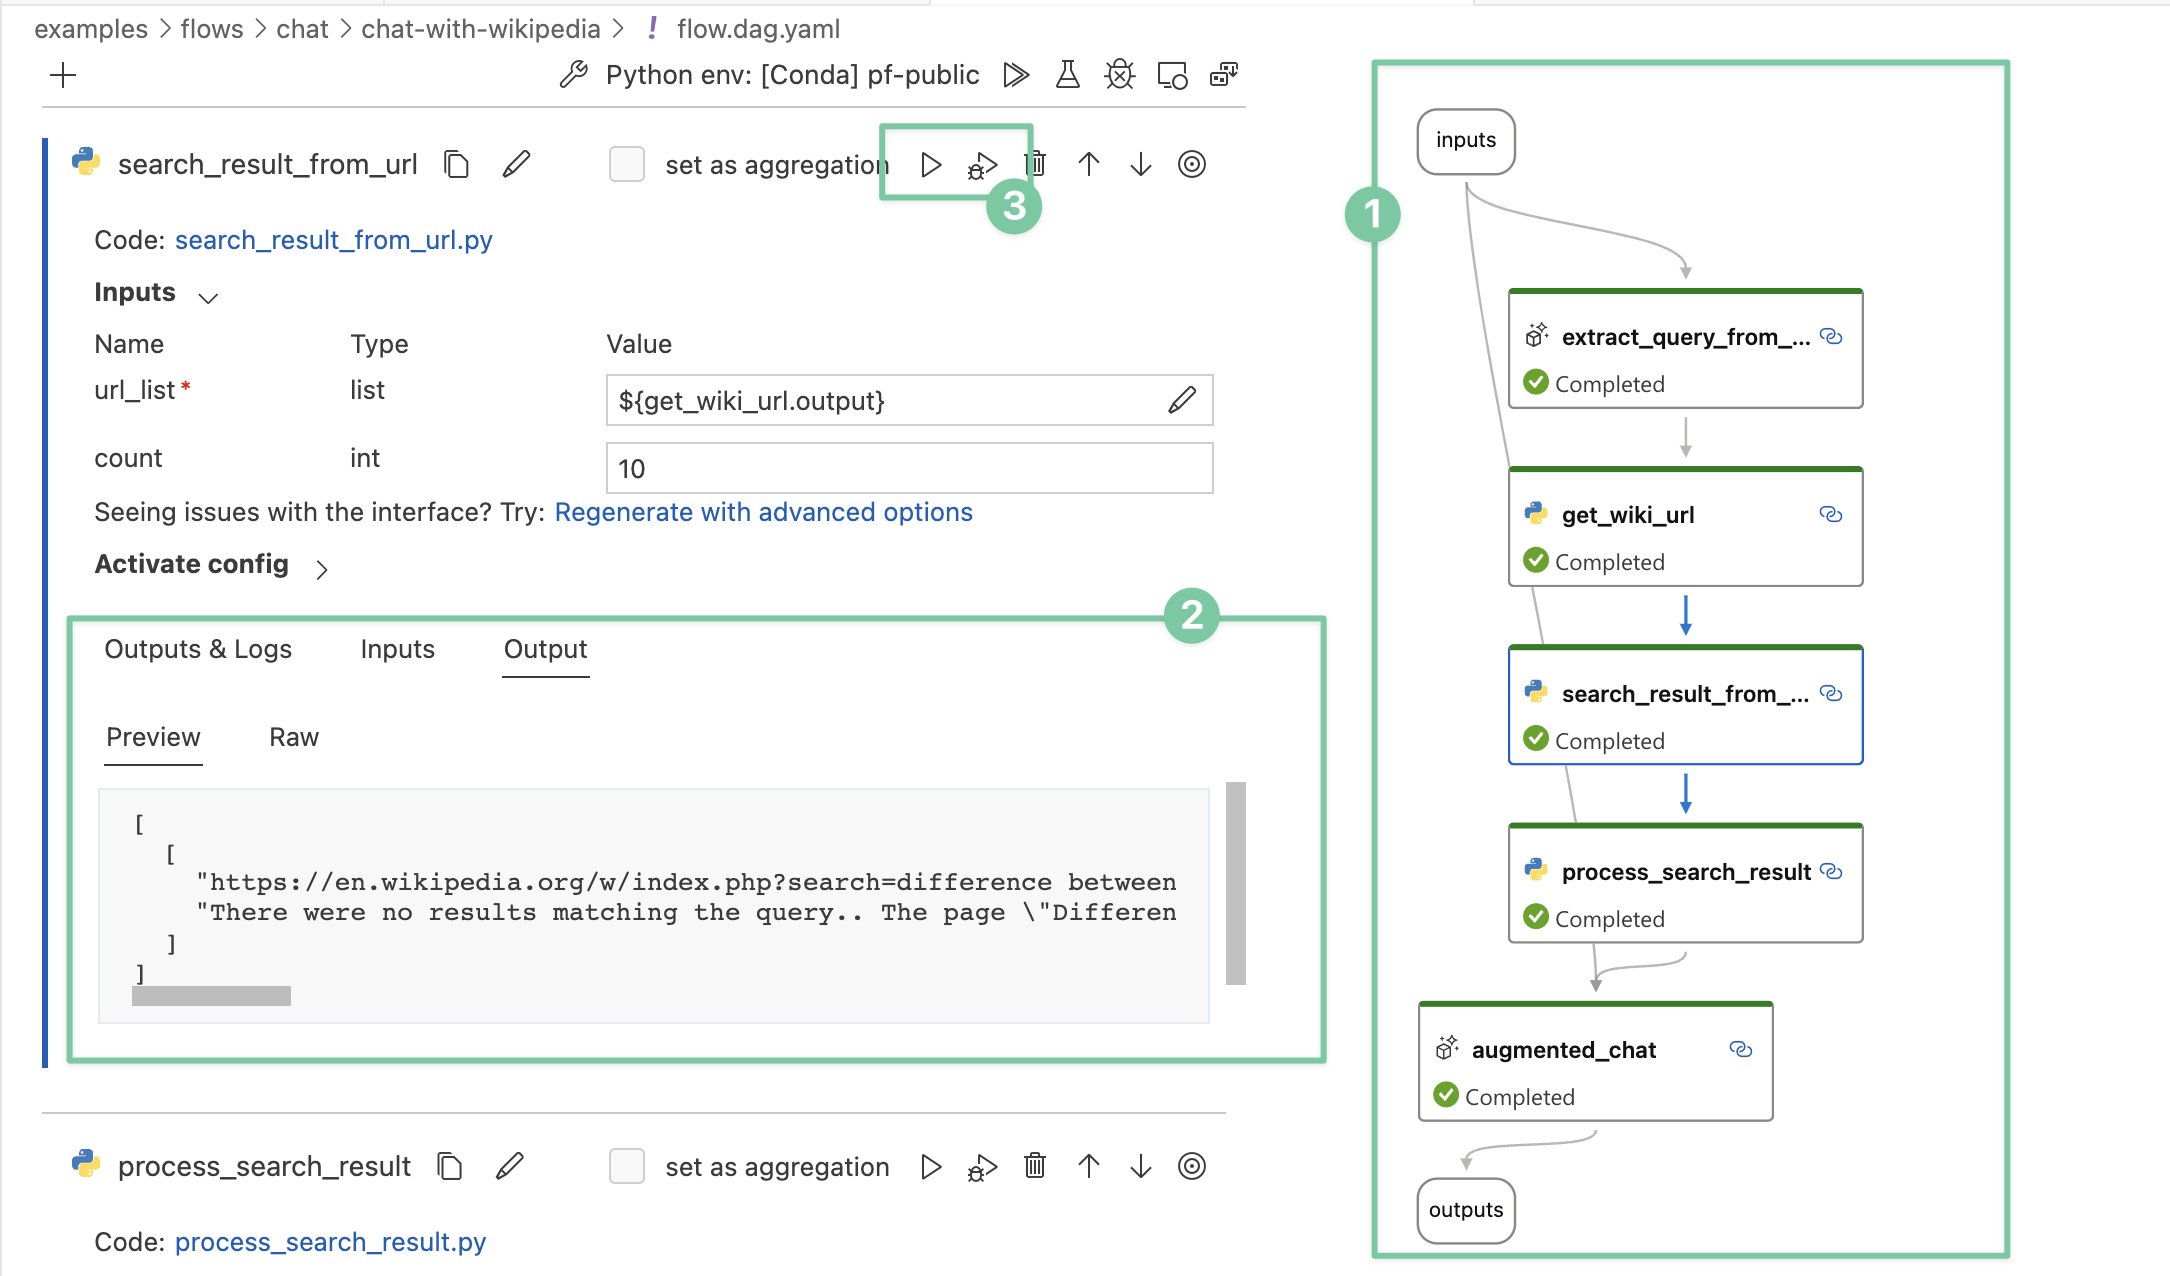 examples > flows > chat > chat-with-wikipedia > ! flow.dag.yaml
Python env: [Conda] pf-public
search_result_from_url
set as aggregation
3
Code: search_result_from_url.py
Inputs
Name Type Value
url_list* list ${get_wiki_url.output}
count int 10
Seeing issues with the interface? Try: Regenerate with advanced options
Activate config
2
Outputs & Logs Inputs Output
Preview Raw
[
[
"https://en.wikipedia.org/w/index.php?search=difference between
"There were no results matching the query.. The page \"Differen
]
]
process_search_result
set as aggregation
Code: process_search_result.py
1
inputs
extract_query_from_...
Completed
get_wiki_url
Completed
search_result_from_...
Completed
process_search_result
Completed
augmented_chat
Completed
outputs